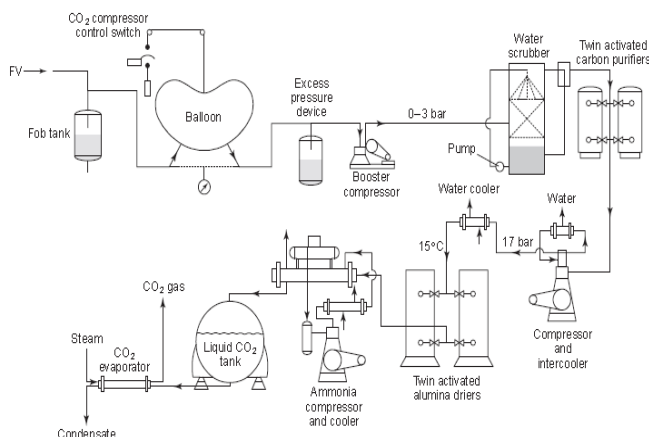 CO₂ compressor
control switch
FV
Fob tank
Balloon
Excess
pressure
device
0–3 bar
Booster
compressor
Water
scrubber
Pump
Twin activated
carbon purifiers
Water cooler
Water
15°C
17 bar
Compressor
and
intercooler
Twin activated
alumina driers
Ammonia
compressor
and cooler
Liquid CO₂
tank
CO₂ gas
Steam
CO₂
evaporator
Condensate